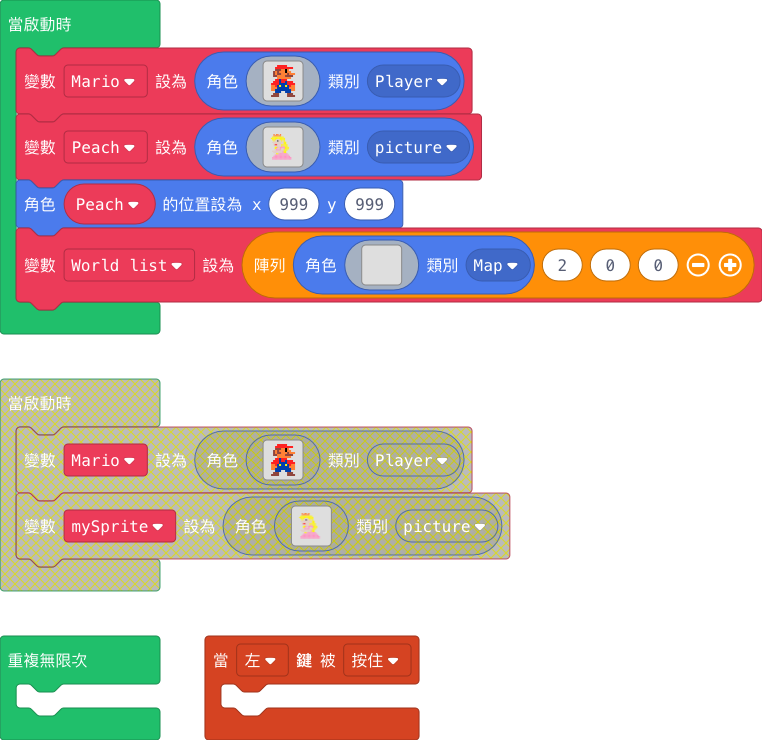 當啟動時
變數 Mario 設為 角色 類別 Player
變數 Peach 設為 角色 類別 picture
角色 Peach 的位置設為 x 999 y 999
變數 World list 設為 陣列 角色 類別 Map 2 0 0
當啟動時
變數 Mario 設為 角色 類別 Player
變數 mySprite 設為 角色 類別 picture
重複無限次
當 左 鍵 被 按住